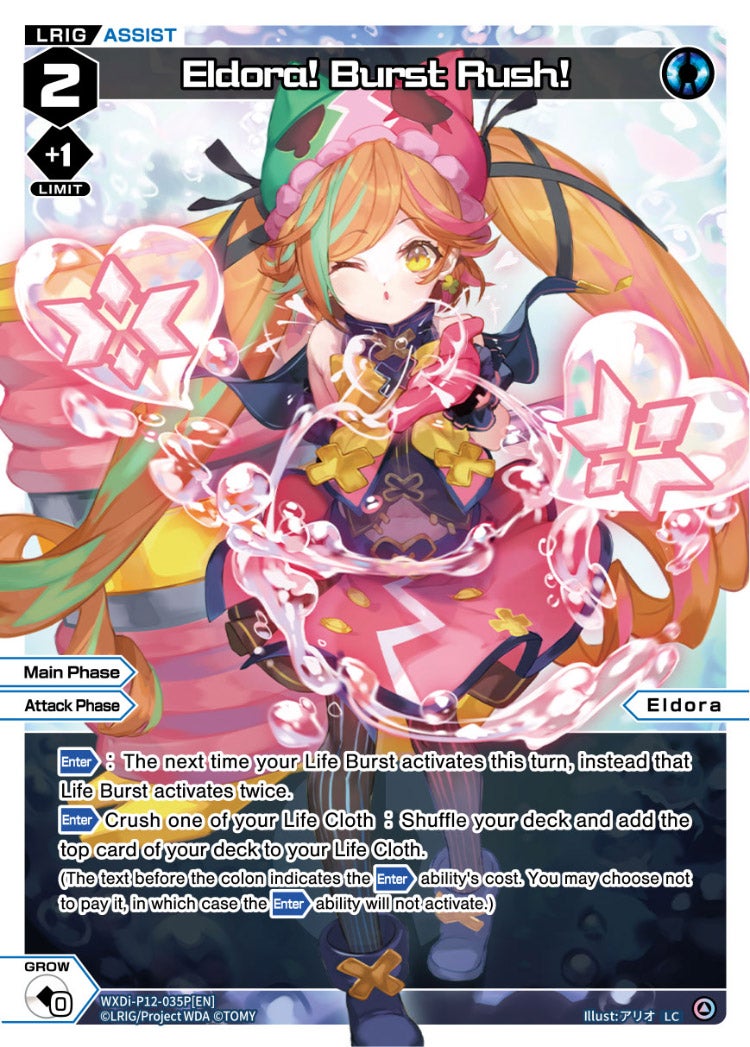 LRIG ASSIST
2
Eldora! Burst Rush!
+1
LIMIT
Main Phase
Attack Phase
Eldora
Enter : The next time your Life Burst activates this turn, instead that
Life Burst activates twice.
Enter Crush one of your Life Cloth : Shuffle your deck and add the
top card of your deck to your Life Cloth.
(The text before the colon indicates the Enter ability's cost. You may choose not
to pay it, in which case the Enter ability will not activate.)
GROW
0
WXDi-P12-035P[EN]
©LRIG/Project WDA ©TOMY
Illust:アリオ LC